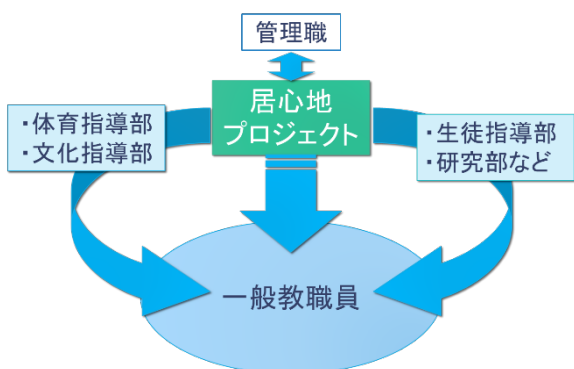 管理職
居心地
プロジェクト
・体育指導部
・文化指導部
・生徒指導部
・研究部など
一般教職員